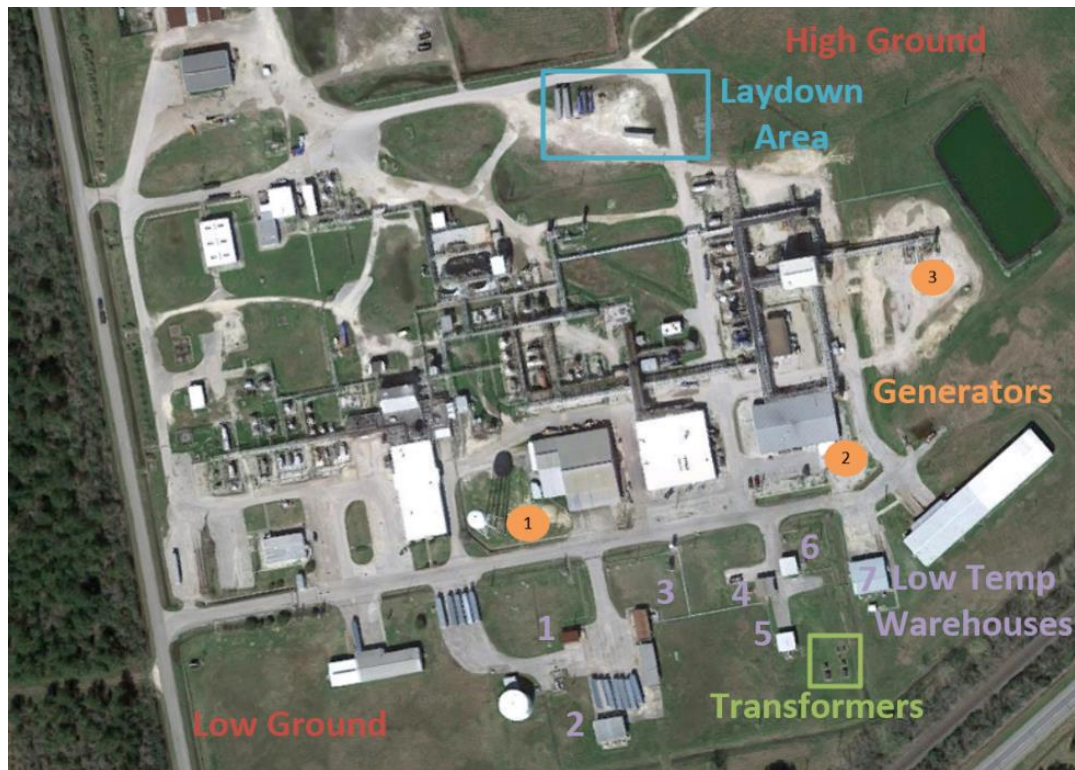 High Ground
Laydown
Area
3
Generators
2
1
6
7 Low Temp
Warehouses
3
4
1
5
Transformers
2
Low Ground